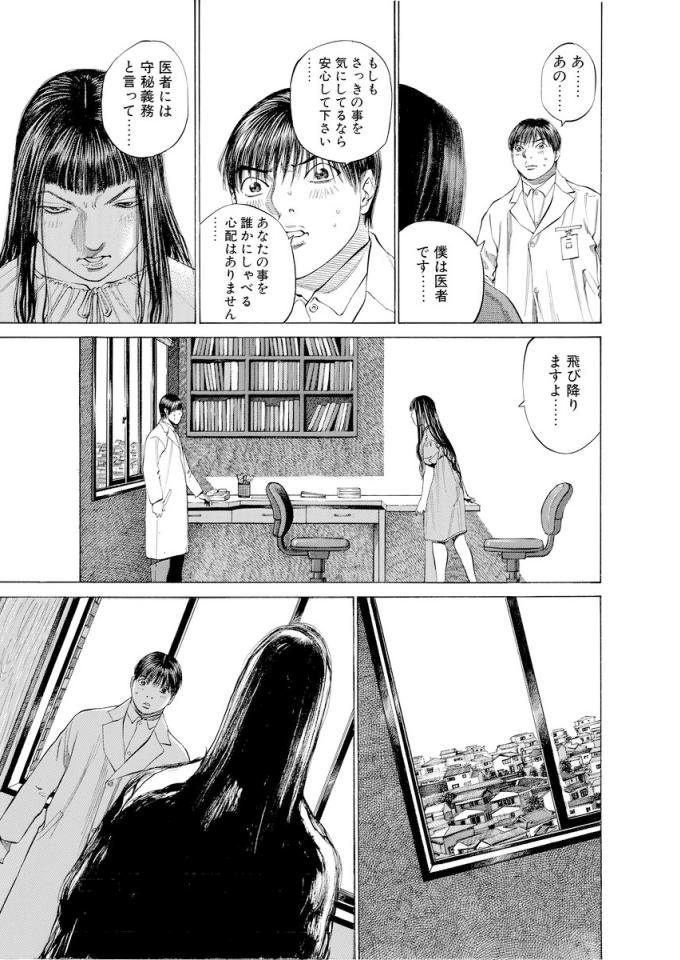 あ……
あの……
僕は医者
です……
もしも
さっきの事を
気にしてるなら
安心して下さい
……
あなたの事を
誰かにしゃべる
心配はありません
……
医者には
守秘義務
と言って……
飛び降り
ますよ……